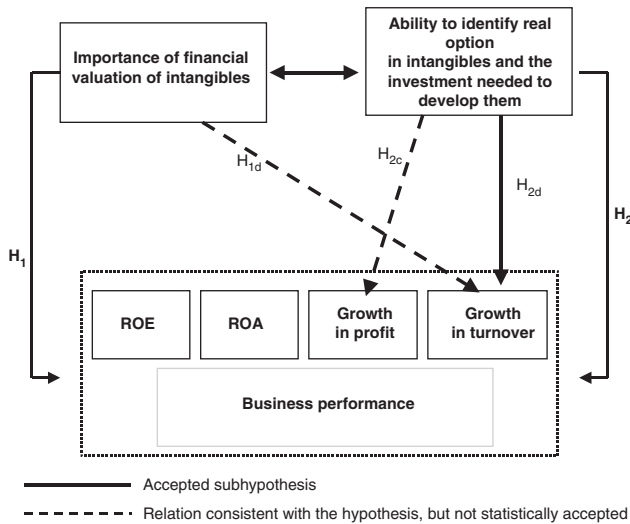 Importance of financial
valuation of intangibles
Ability to identify real
option
in intangibles and the
investment needed to
develop them
H1d
H2c
H2d
H1
H2
ROE
ROA
Growth
in profit
Growth
in turnover
Business performance
Accepted subhypothesis
Relation consistent with the hypothesis, but not statistically accepted